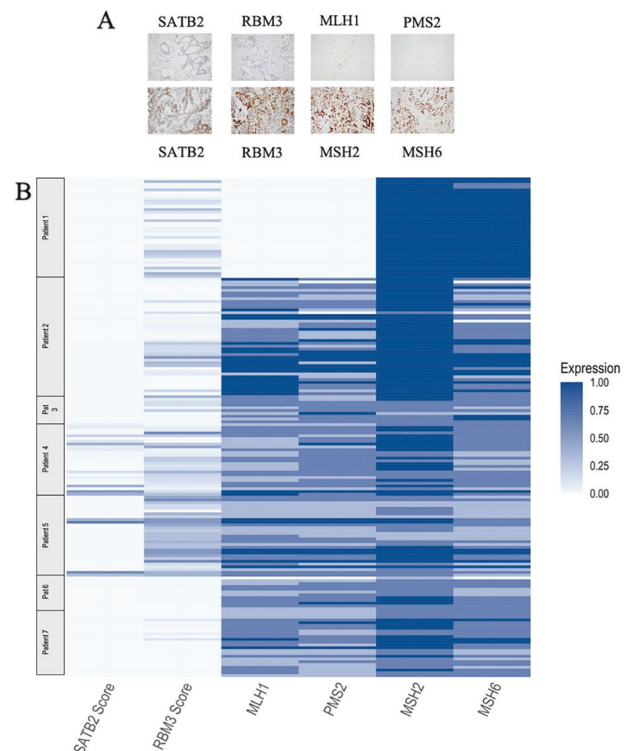 A
SATB2 RBM3 MLH1 PMS2
SATB2 RBM3 MSH2 MSH6
B
Patient 1
Patient 2
Pat 3
Patient 4
Patient 5
Pat 6
Patient 7
Expression
1.00
0.75
0.50
0.25
0.00
SATB2 Score
RBM3 Score
MLH1
PMS2
MSH2
MSH6